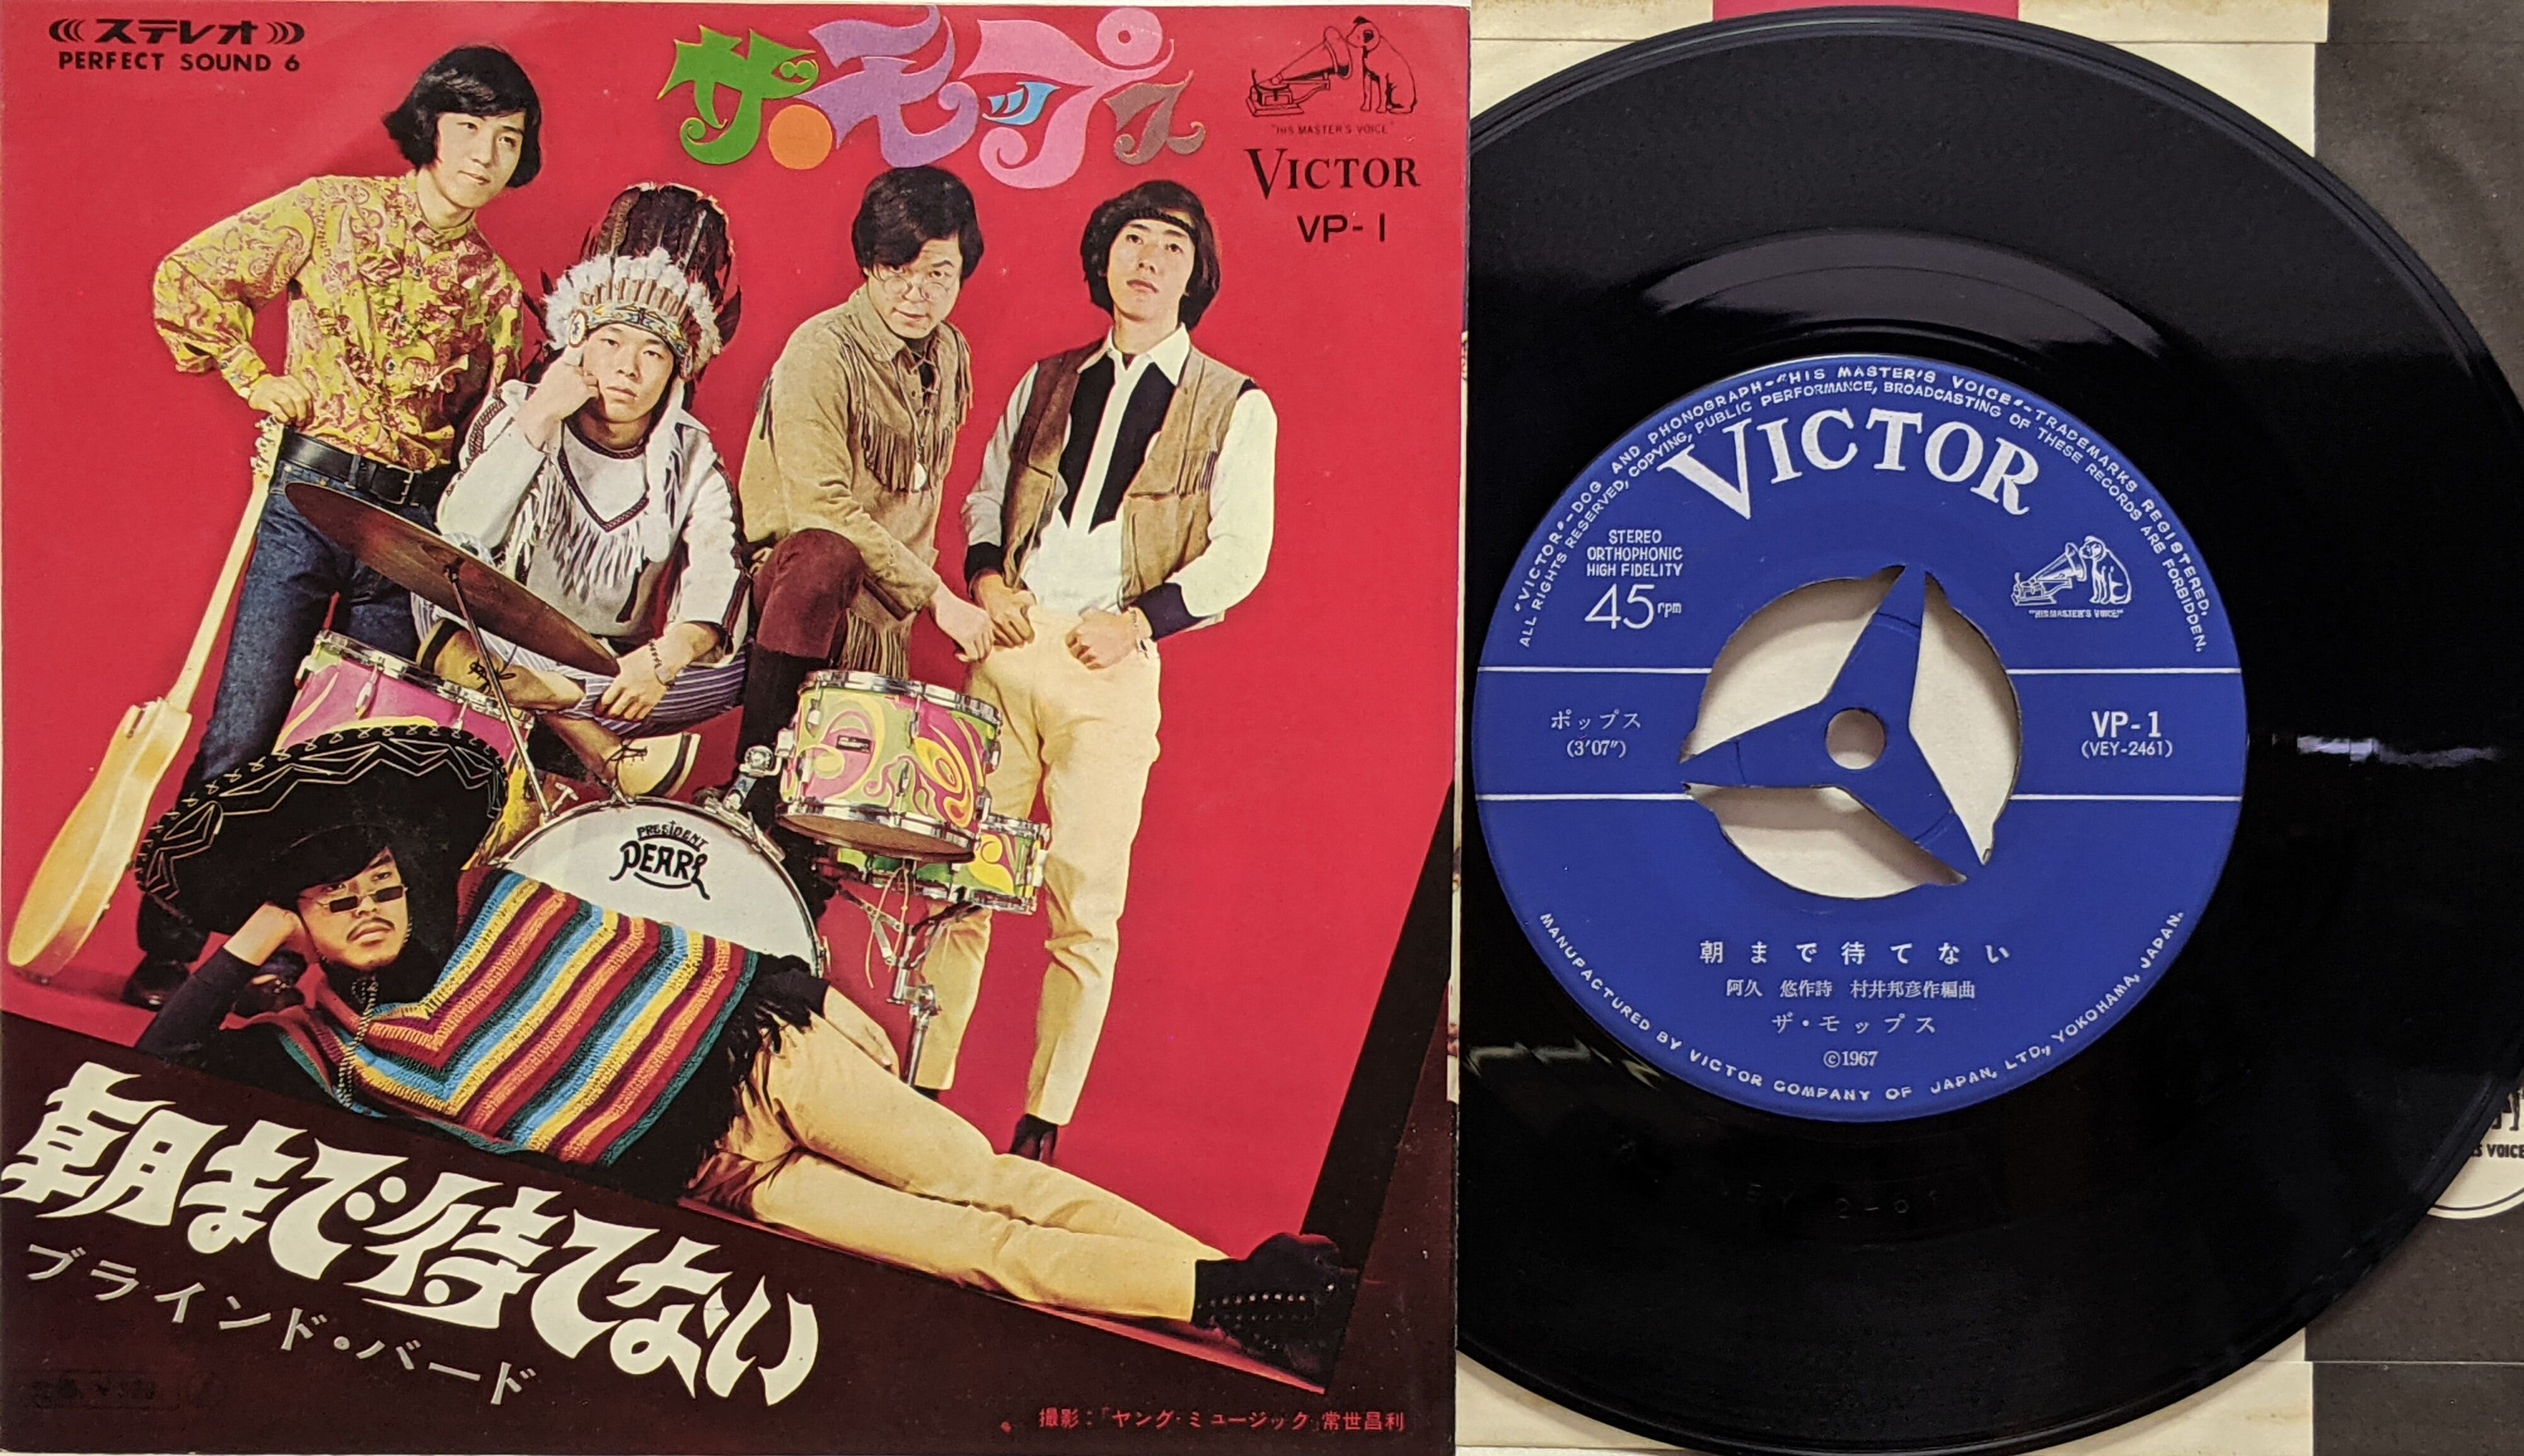 ステレオ
PERFECT SOUND 6
ザ・モップス
"HIS MASTER'S VOICE"
VICTOR
VP-1
PRESIDENT
PEARL
朝まで待てない
ブラインド・バード
撮影:「ヤング・ミュージック」常世昌利
ALL "VICTOR"-DOG AND PHONOGRAPH-"HIS MASTER'S VOICE"-TRADEMARKS REGISTERED,
ALL RIGHTS RESERVED, COPYING, PUBLIC PERFORMANCE, BROADCASTING OF THESE RECORDS ARE FORBIDDEN.
VICTOR
STEREO
ORTHOPHONIC
HIGH FIDELITY
45rpm
"HIS MASTER'S VOICE"
ポップス
(3'07")
VP-1
(VEY-2461)
朝まで待てない
阿久 悠作詩 村井邦彦作編曲
ザ・モップス
©1967
MANUFACTURED BY VICTOR COMPANY OF JAPAN, LTD., YOKOHAMA, JAPAN.
VOICE